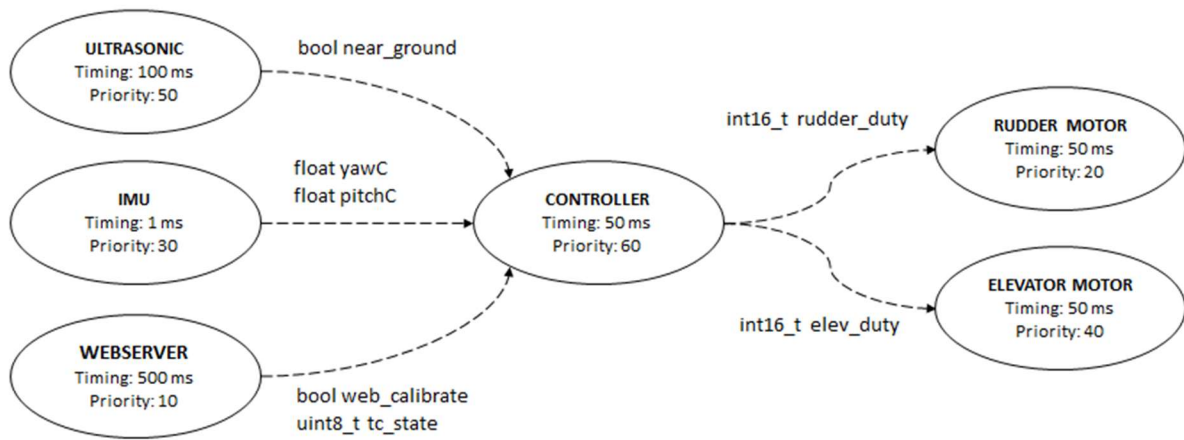 ULTRASONIC
Timing: 100 ms
Priority: 50
bool near_ground
IMU
Timing: 1 ms
Priority: 30
float yawC
float pitchC
WEBSERVER
Timing: 500 ms
Priority: 10
bool web_calibrate
uint8_t tc_state
CONTROLLER
Timing: 50 ms
Priority: 60
int16_t rudder_duty
RUDDER MOTOR
Timing: 50 ms
Priority: 20
int16_t elev_duty
ELEVATOR MOTOR
Timing: 50 ms
Priority: 40